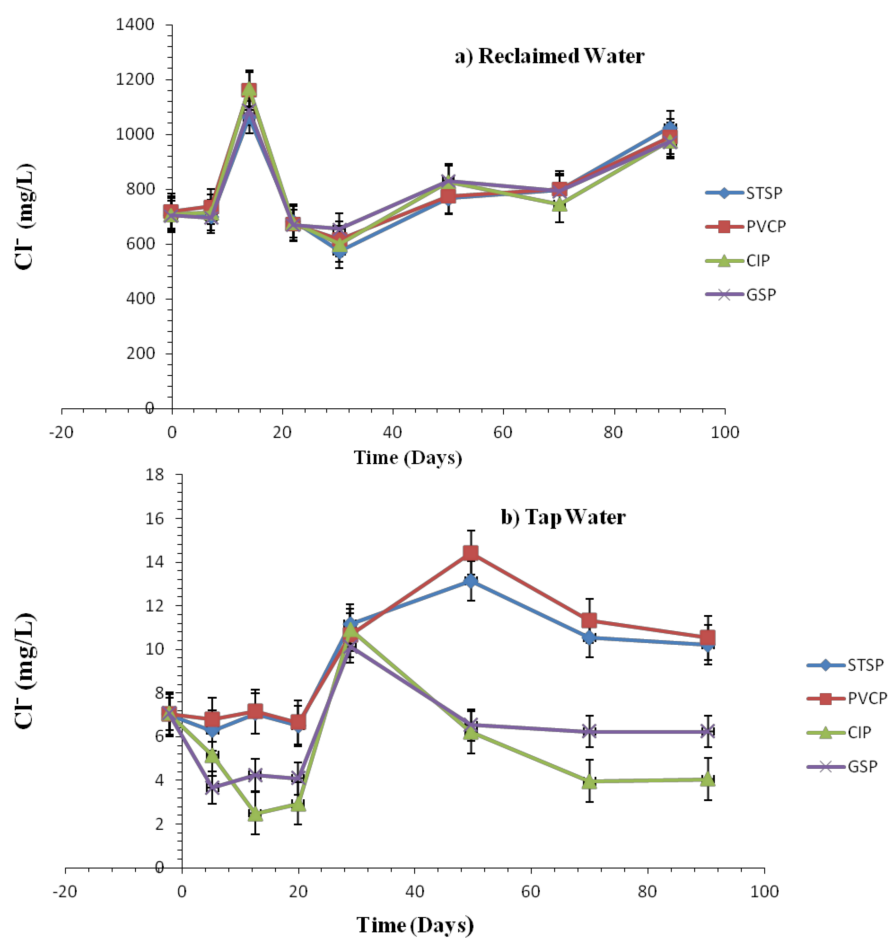 1400
a) Reclaimed Water
1200
1000
800
600
400
200
0
Cl⁻ (mg/L)
STSP
PVCP
CIP
GSP
-20 0 20 40 60 80 100
Time (Days)
18
b) Tap Water
16
14
12
10
8
6
4
2
0
Cl⁻ (mg/L)
STSP
PVCP
CIP
GSP
-20 0 20 40 60 80 100
Time (Days)